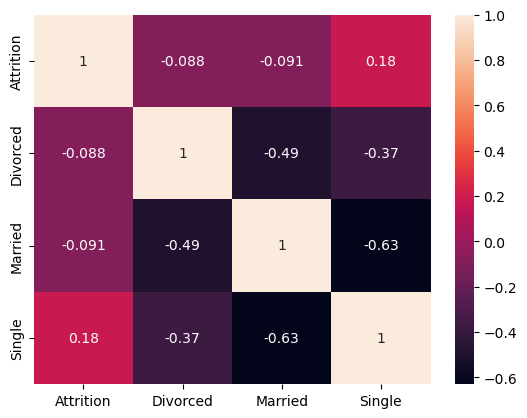 Attrition 1 -0.088 -0.091 0.18
Divorced -0.088 1 -0.49 -0.37
Married -0.091 -0.49 1 -0.63
Single 0.18 -0.37 -0.63 1
Attrition Divorced Married Single
1.0
0.8
0.6
0.4
0.2
0.0
−0.2
−0.4
−0.6